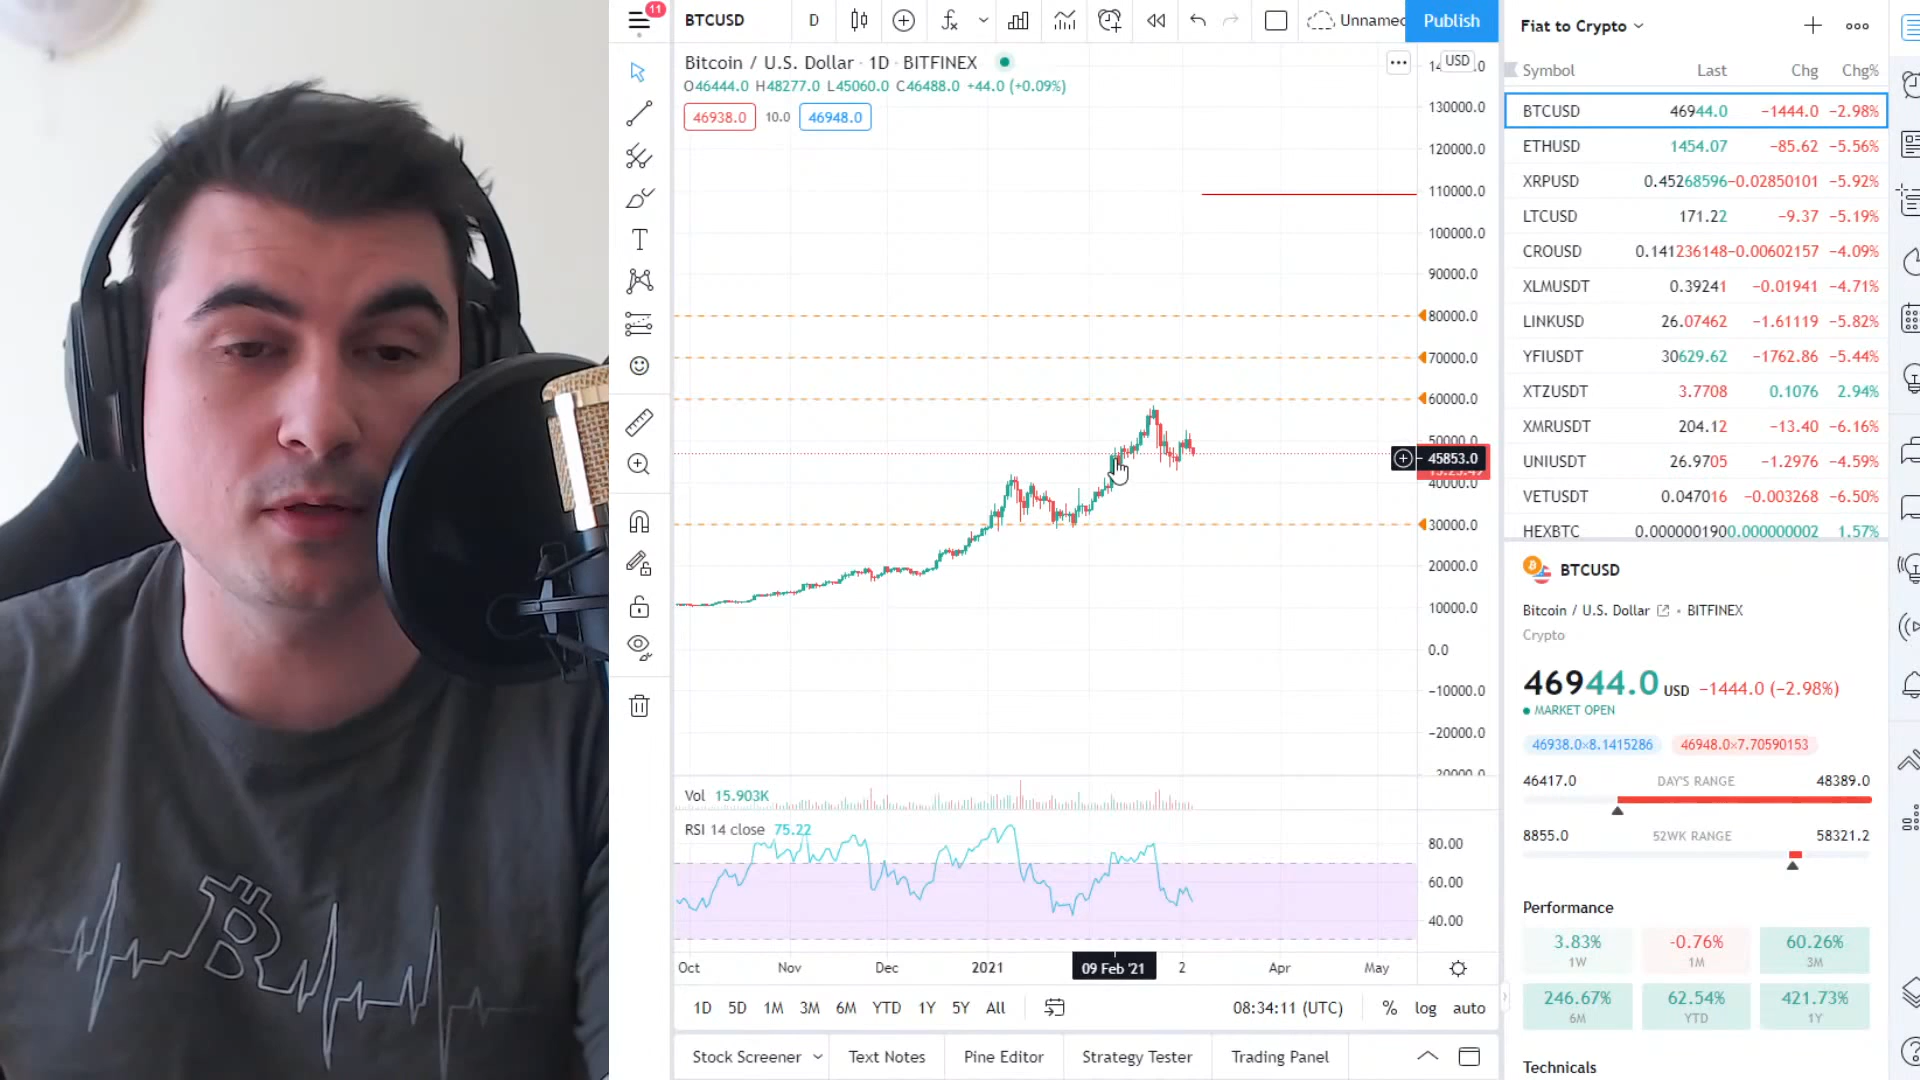 11
BTCUSD
D
Unnamed
Publish
Bitcoin / U.S. Dollar · 1D · BITFINEX
O46444.0 H48277.0 L45060.0 C46488.0 +44.0 (+0.09%)
46938.0 10.0 46948.0
USD
130000.0
120000.0
110000.0
100000.0
90000.0
80000.0
70000.0
60000.0
50000.0
45853.0
40000.0
30000.0
20000.0
10000.0
0.0
−10000.0
−20000.0
Vol 15.903K
RSI 14 close 75.22
80.00
60.00
40.00
Oct Nov Dec 2021 09 Feb '21 2 Apr May
1D 5D 1M 3M 6M YTD 1Y 5Y All
08:34:11 (UTC) % log auto
Stock Screener Text Notes Pine Editor Strategy Tester Trading Panel
Fiat to Crypto
Symbol Last Chg Chg%
BTCUSD 46944.0 −1444.0 −2.98%
ETHUSD 1454.07 −85.62 −5.56%
XRPUSD 0.45268596 −0.02850101 −5.92%
LTCUSD 171.22 −9.37 −5.19%
CROUSD 0.141236148 −0.00602157 −4.09%
XLMUSDT 0.39241 −0.01941 −4.71%
LINKUSD 26.07462 −1.61119 −5.82%
YFIUSDT 30629.62 −1762.86 −5.44%
XTZUSDT 3.7708 0.1076 2.94%
XMRUSDT 204.12 −13.40 −6.16%
UNIUSDT 26.9705 −1.2976 −4.59%
VETUSDT 0.047016 −0.003268 −6.50%
HEXBTC 0.000000190 0.000000002 1.57%
BTCUSD
Bitcoin / U.S. Dollar • BITFINEX
Crypto
46944.0 USD −1444.0 (−2.98%)
MARKET OPEN
46938.0×8.1415286 46948.0×7.70590153
46417.0 DAY'S RANGE 48389.0
8855.0 52WK RANGE 58321.2
Performance
3.83% -0.76% 60.26%
1W 1M 3M
246.67% 62.54% 421.73%
6M YTD 1Y
Technicals